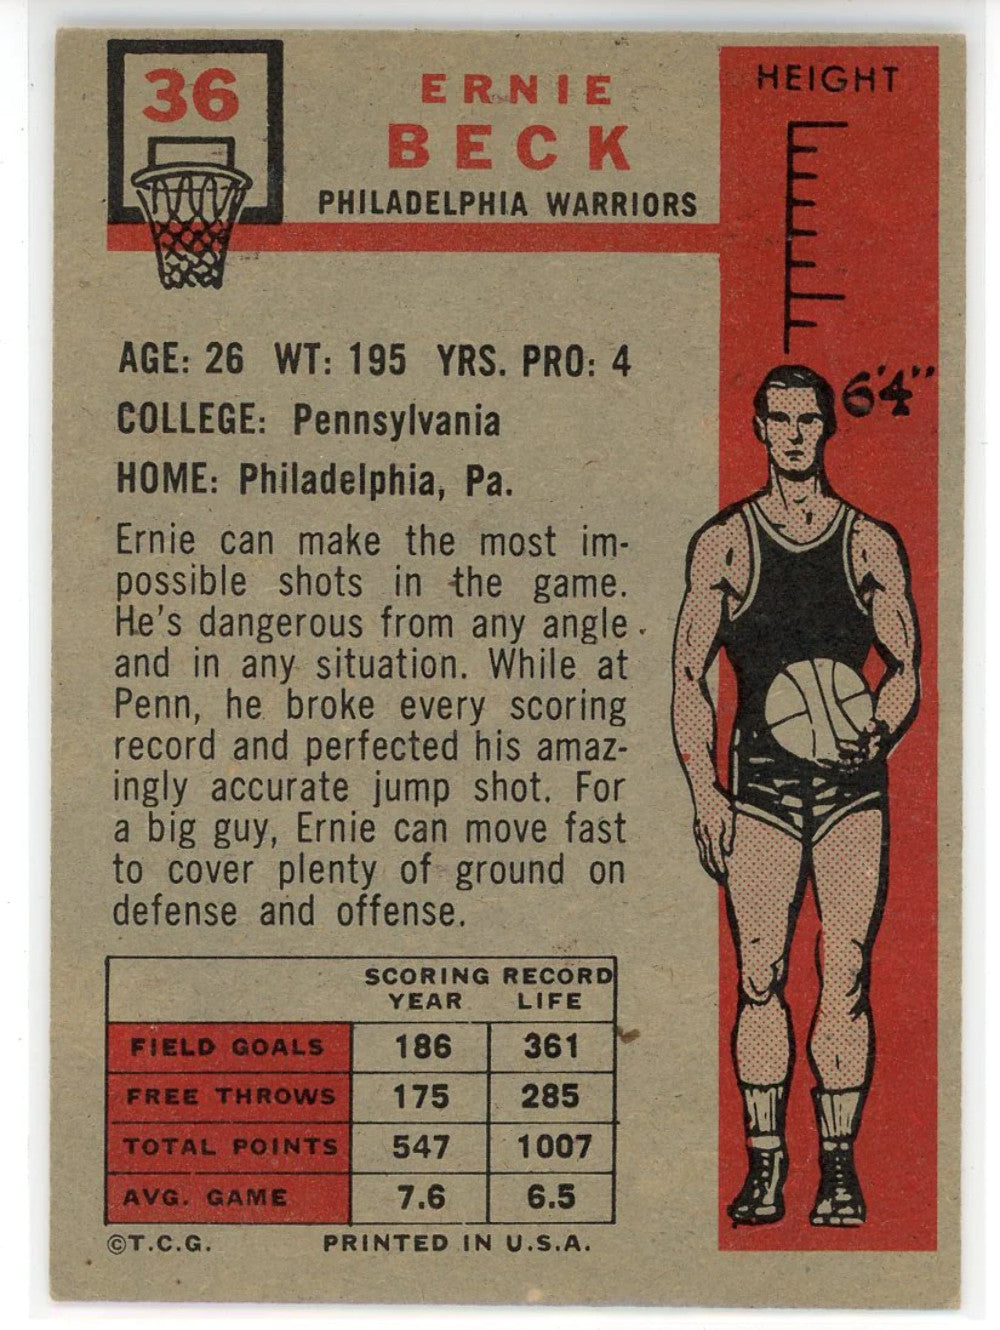 36
ERNIE
BECK
PHILADELPHIA WARRIORS
HEIGHT
6'4"
AGE: 26 WT: 195 YRS. PRO: 4
COLLEGE: Pennsylvania
HOME: Philadelphia, Pa.
Ernie can make the most im-
possible shots in the game.
He's dangerous from any angle
and in any situation. While at
Penn, he broke every scoring
record and perfected his amaz-
ingly accurate jump shot. For
a big guy, Ernie can move fast
to cover plenty of ground on
defense and offense.
SCORING RECORD
YEAR LIFE
FIELD GOALS 186 361
FREE THROWS 175 285
TOTAL POINTS 547 1007
AVG. GAME 7.6 6.5
©T.C.G. PRINTED IN U.S.A.